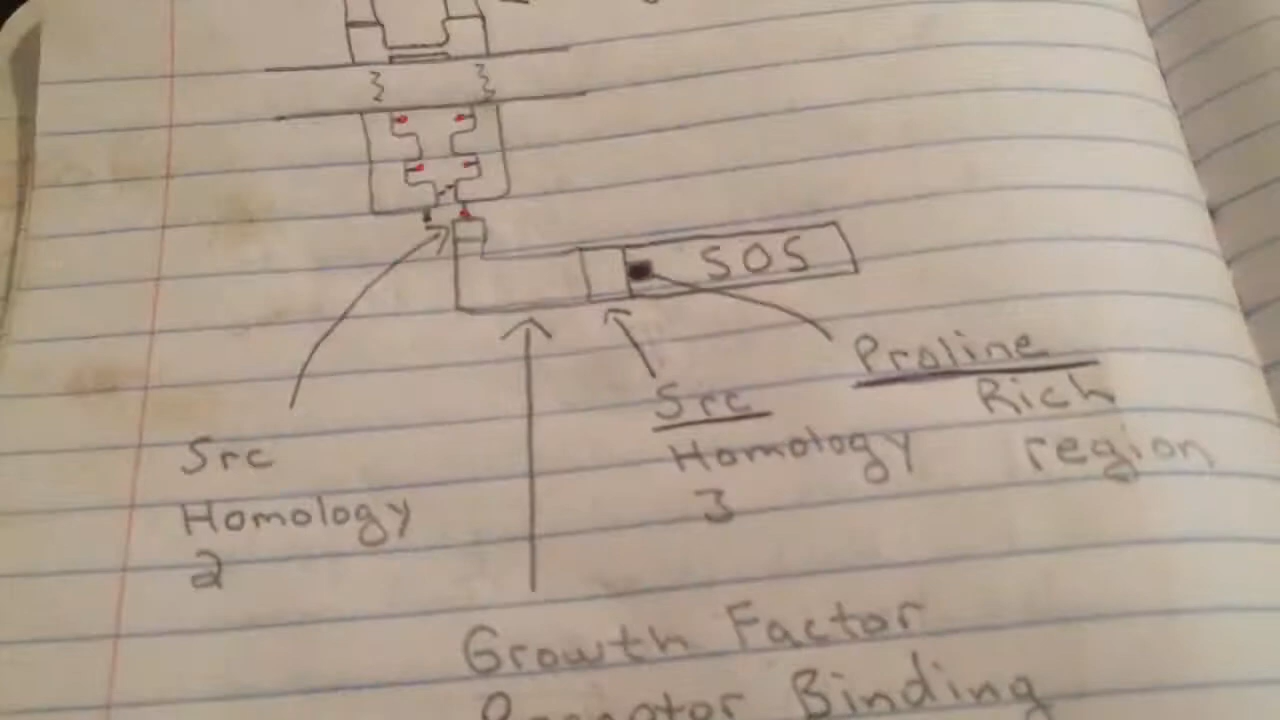 SOS
Proline
Rich
region
Src
Homology
3
Src
Homology
2
Growth Factor
Binding